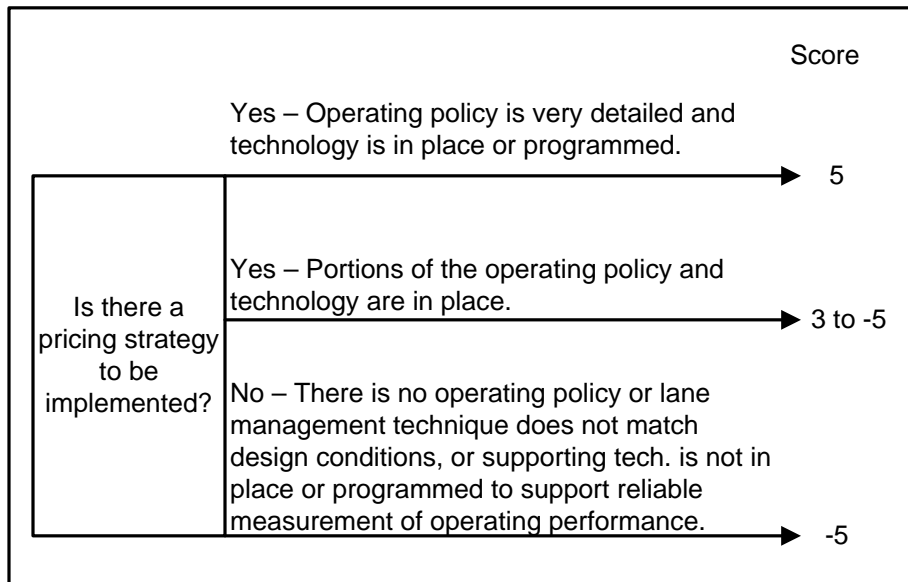 Score
Yes – Operating policy is very detailed and
technology is in place or programmed.
5
Is there a
pricing strategy
to be
implemented?
Yes – Portions of the operating policy and
technology are in place.
3 to -5
No – There is no operating policy or lane
management technique does not match
design conditions, or supporting tech. is not in
place or programmed to support reliable
measurement of operating performance.
-5